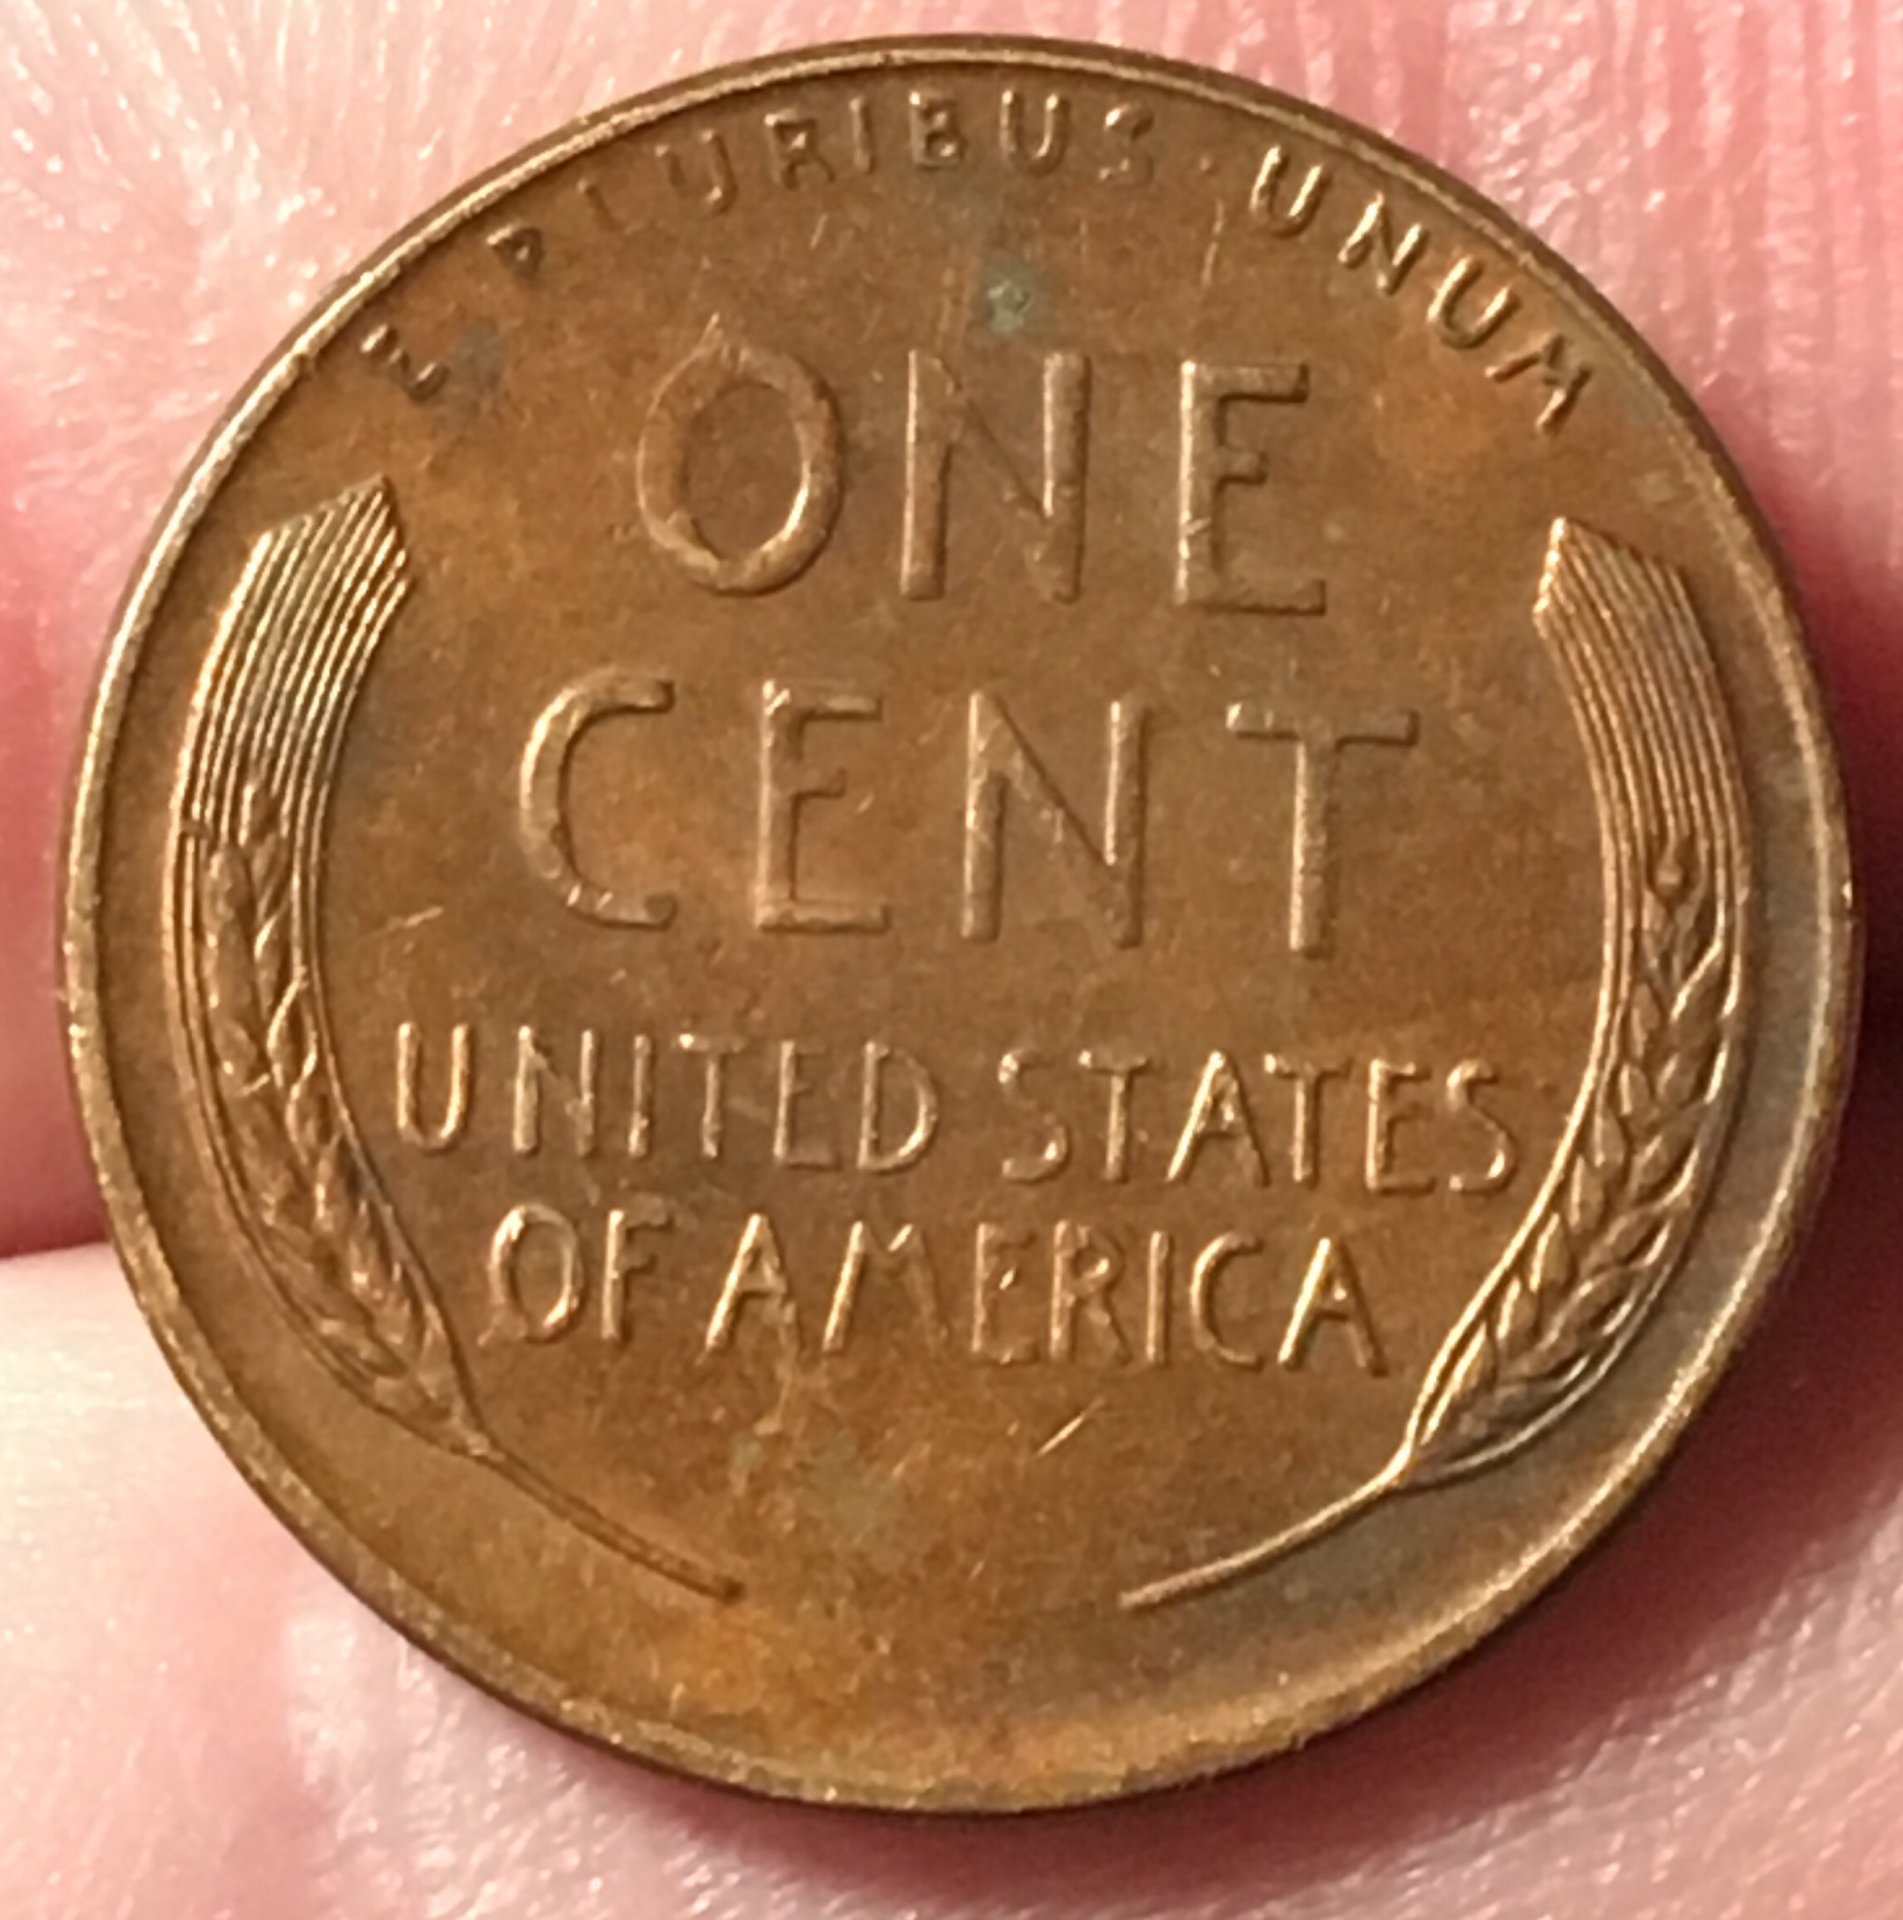 E PLURIBUS · UNUM
ONE
CENT
UNITED STATES
OF AMERICA